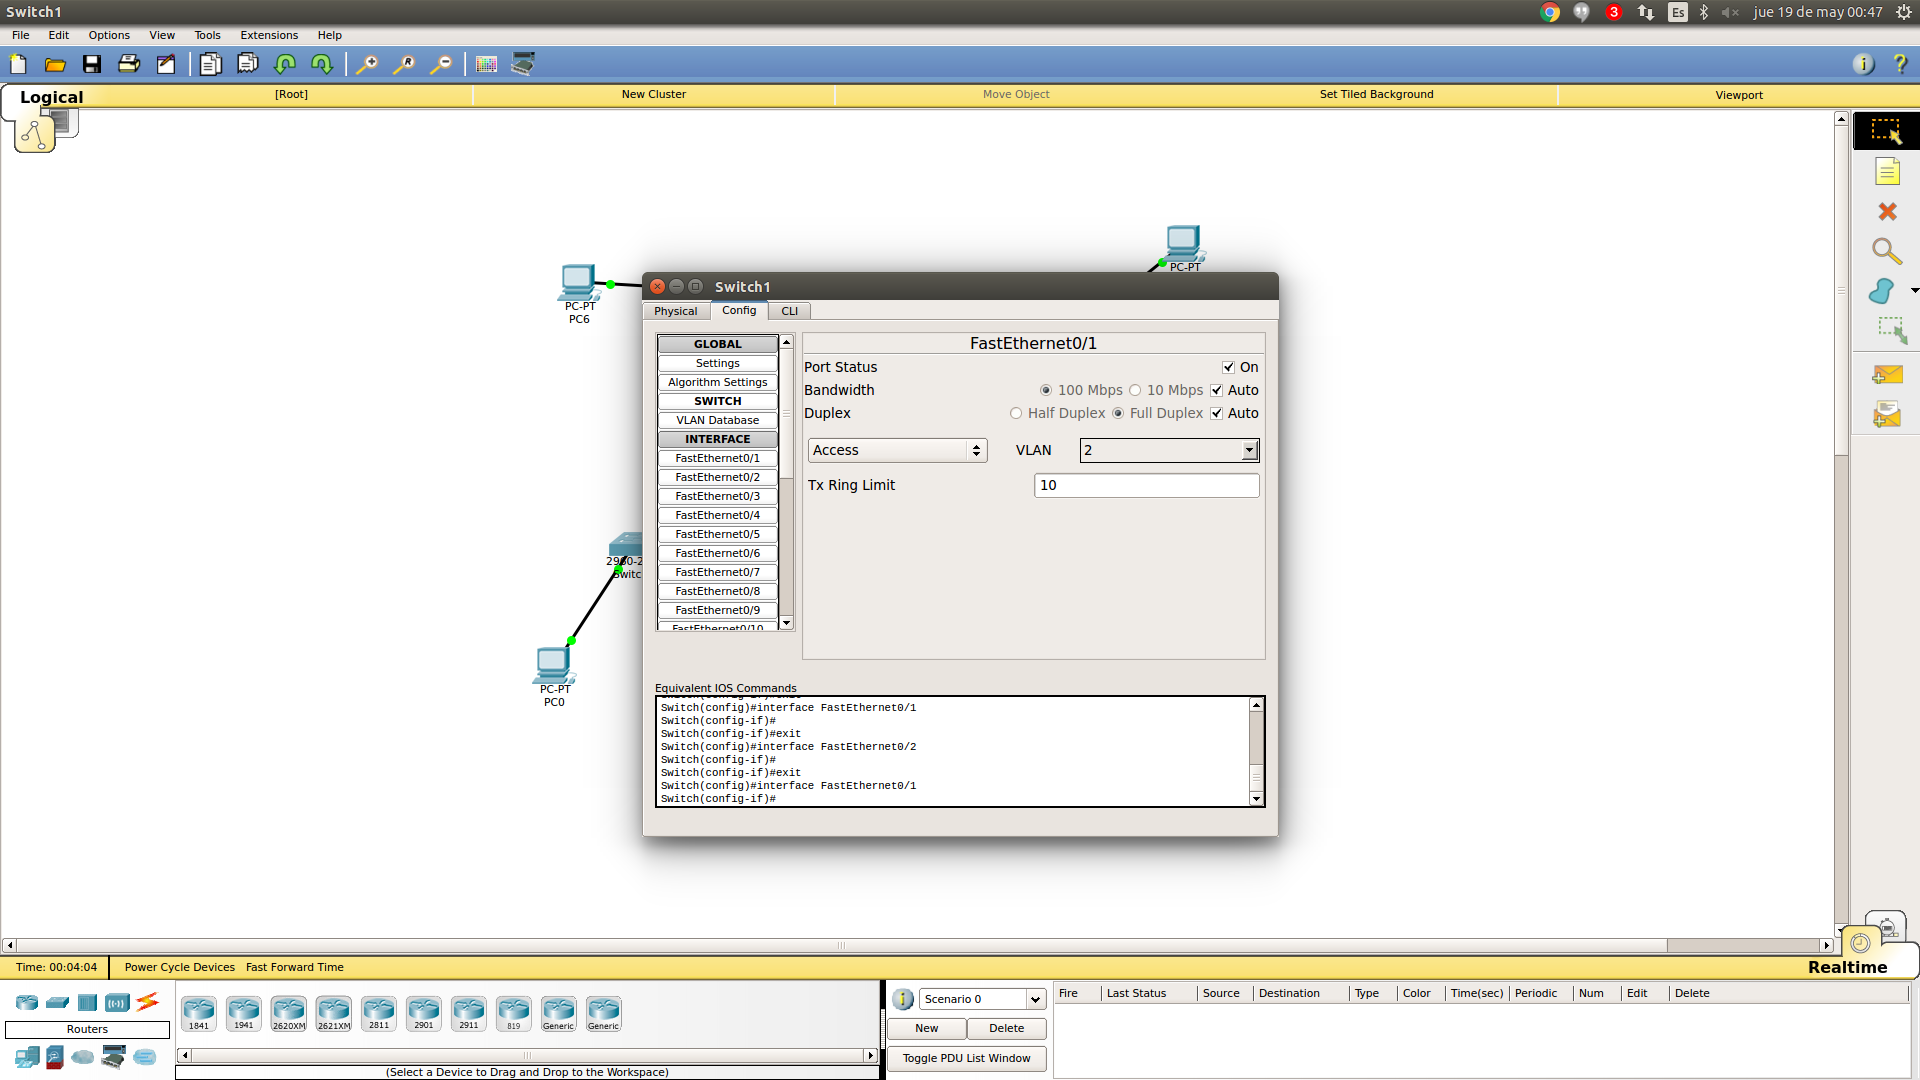 Switch1
3
Es
jue 19 de may 00:47
File Edit Options View Tools Extensions Help
Logical
[Root]
New Cluster
Move Object
Set Tiled Background
Viewport
PC-PT
PC-PT
PC6
2960-2
Switc
PC-PT
PC0
Switch1
Physical
Config
CLI
GLOBAL
Settings
Algorithm Settings
SWITCH
VLAN Database
INTERFACE
FastEthernet0/1
FastEthernet0/2
FastEthernet0/3
FastEthernet0/4
FastEthernet0/5
FastEthernet0/6
FastEthernet0/7
FastEthernet0/8
FastEthernet0/9
FastEthernet0/10
FastEthernet0/1
Port Status On
Bandwidth 100 Mbps 10 Mbps Auto
Duplex Half Duplex Full Duplex Auto
Access VLAN 2
Tx Ring Limit 10
Equivalent IOS Commands
Switch(config-if)#exit
Switch(config)#interface FastEthernet0/1
Switch(config-if)#
Switch(config-if)#exit
Switch(config)#interface FastEthernet0/2
Switch(config-if)#
Switch(config-if)#exit
Switch(config)#interface FastEthernet0/1
Switch(config-if)#
Time: 00:04:04
Power Cycle Devices Fast Forward Time
Realtime
Routers
1841
1941
2620XM
2621XM
2811
2901
2911
819
Generic
Generic
(Select a Device to Drag and Drop to the Workspace)
Scenario 0
New
Delete
Toggle PDU List Window
Fire Last Status Source Destination Type Color Time(sec) Periodic Num Edit Delete